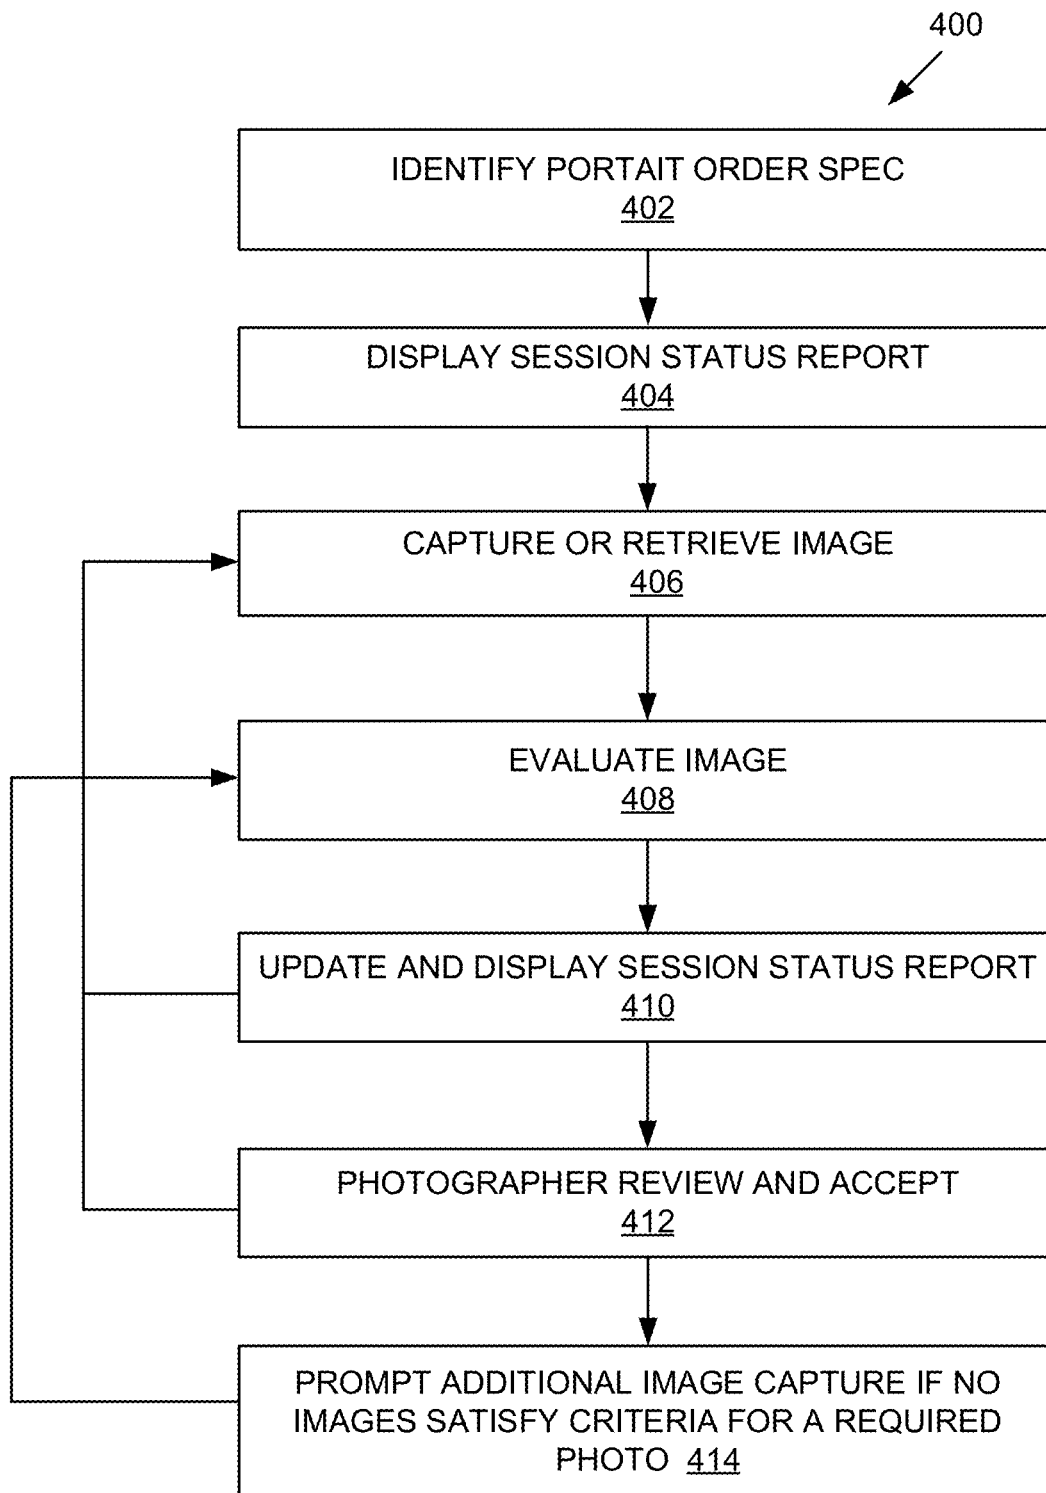 400
IDENTIFY PORTAIT ORDER SPEC
402
DISPLAY SESSION STATUS REPORT
404
CAPTURE OR RETRIEVE IMAGE
406
EVALUATE IMAGE
408
UPDATE AND DISPLAY SESSION STATUS REPORT
410
PHOTOGRAPHER REVIEW AND ACCEPT
412
PROMPT ADDITIONAL IMAGE CAPTURE IF NO
IMAGES SATISFY CRITERIA FOR A REQUIRED
PHOTO 414